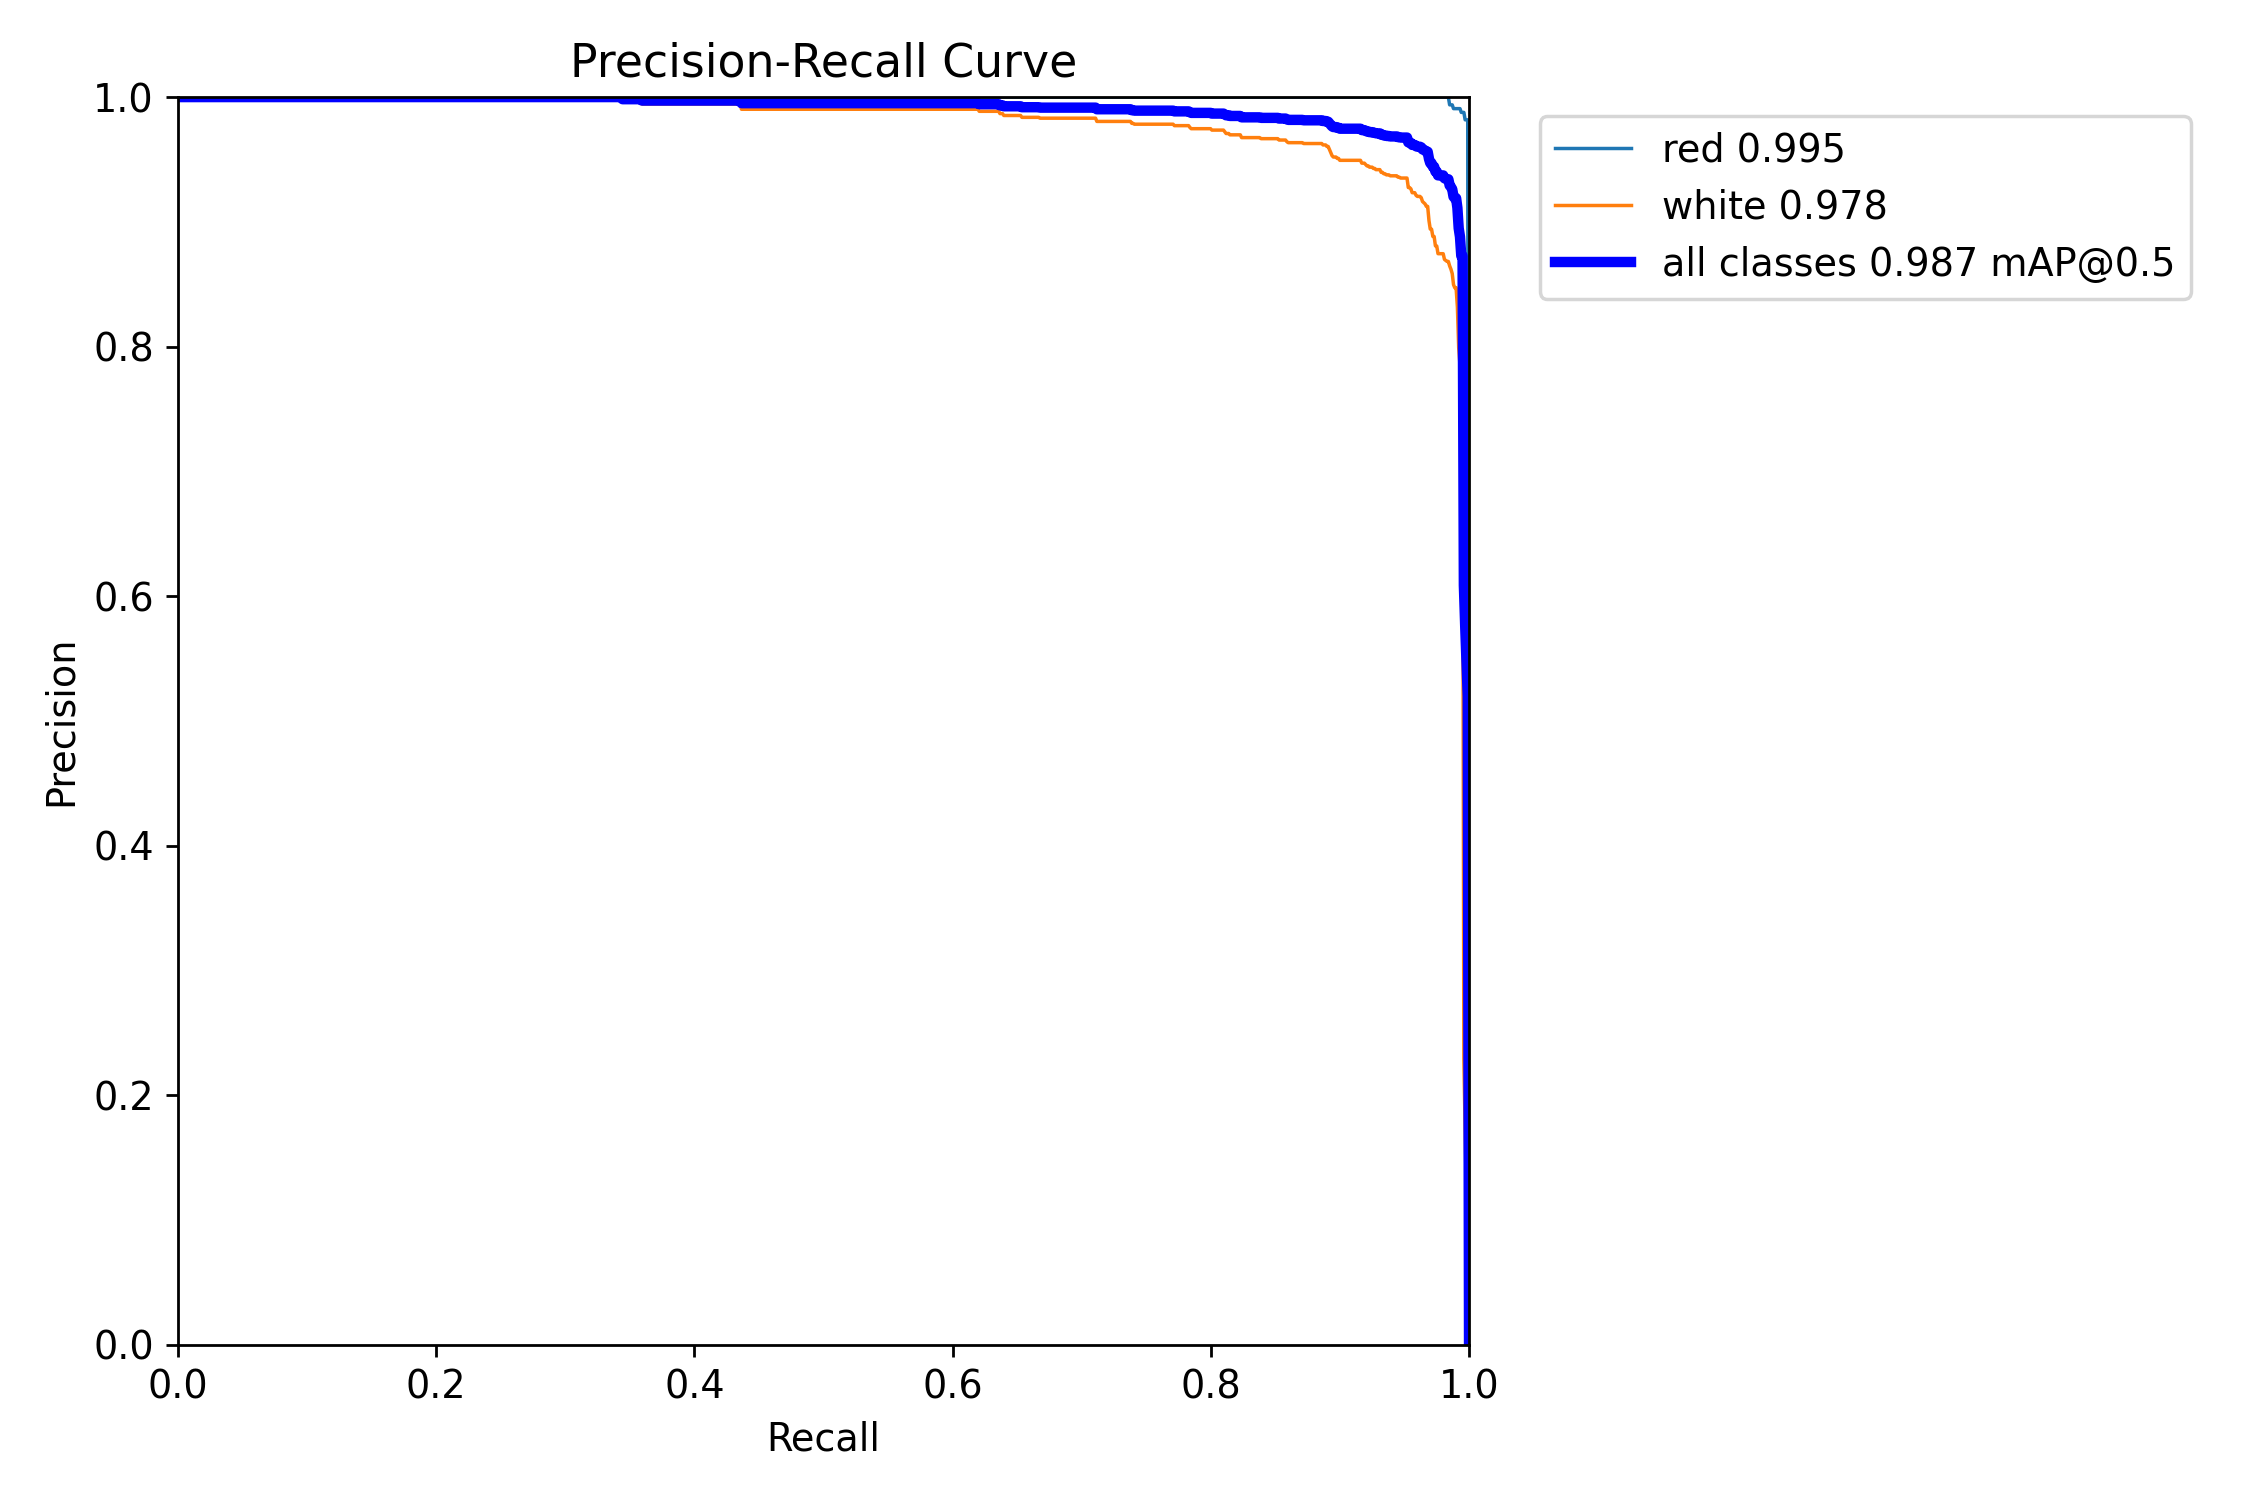 Precision-Recall Curve
1.0
0.8
0.6
0.4
0.2
0.0
Precision
0.0 0.2 0.4 0.6 0.8 1.0
Recall
red 0.995
white 0.978
all classes 0.987 mAP@0.5